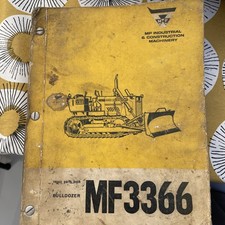 MF INDUSTRIAL
& CONSTRUCTION
MACHINERY
BULLDOZER
MF3366